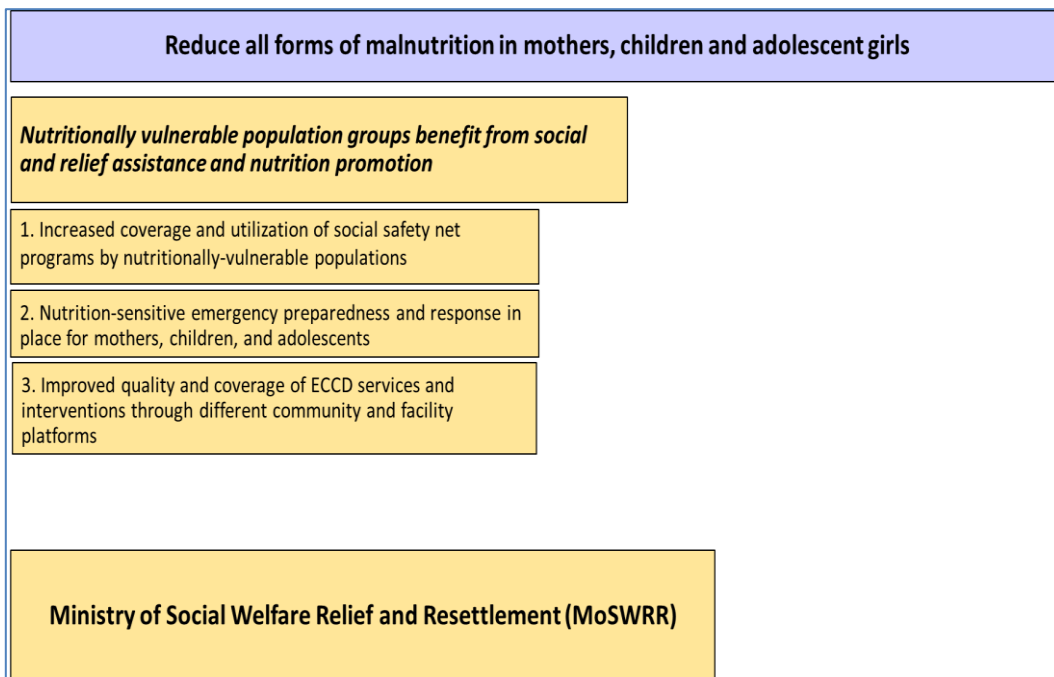 Reduce all forms of malnutrition in mothers, children and adolescent girls
Nutritionally vulnerable population groups benefit from social
and relief assistance and nutrition promotion
1. Increased coverage and utilization of social safety net
programs by nutritionally-vulnerable populations
2. Nutrition-sensitive emergency preparedness and response in
place for mothers, children, and adolescents
3. Improved quality and coverage of ECCD services and
interventions through different community and facility
platforms
Ministry of Social Welfare Relief and Resettlement (MoSWRR)